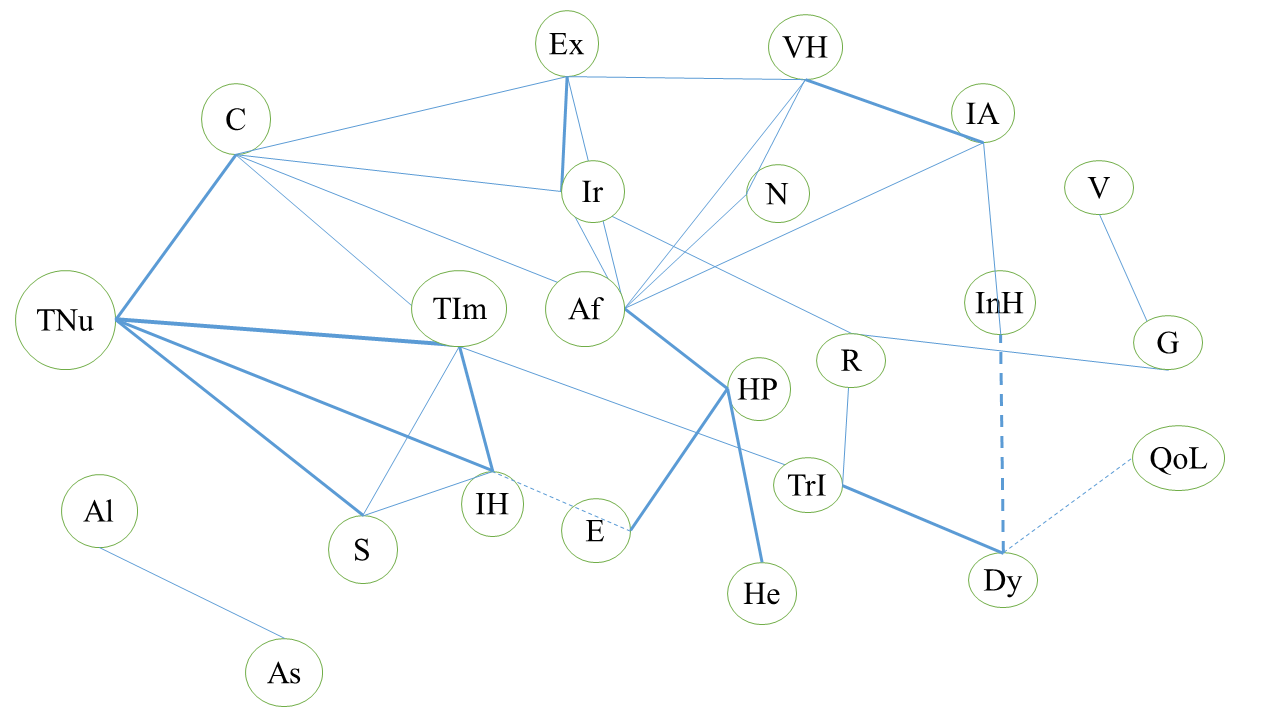 Ex
VH
C
IA
Ir
N
V
TNu
TIm
Af
InH
R
G
HP
TrI
QoL
Al
IH
E
S
He
Dy
As